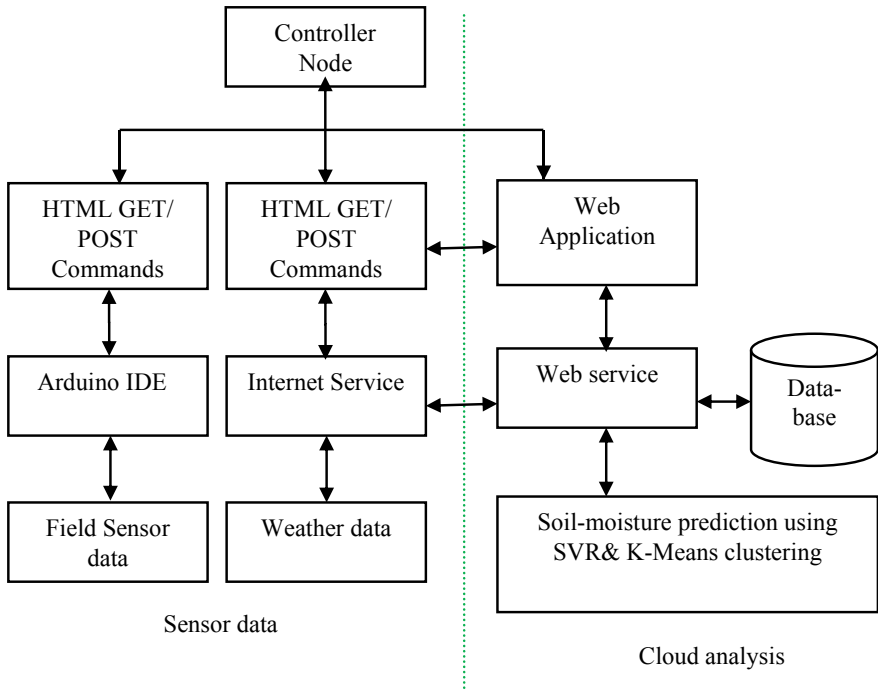 Controller
Node
HTML GET/
POST
Commands
HTML GET/
POST
Commands
Web
Application
Arduino IDE
Internet Service
Web service
Data-
base
Field Sensor
data
Weather data
Soil-moisture prediction using
SVR& K-Means clustering
Sensor data
Cloud analysis